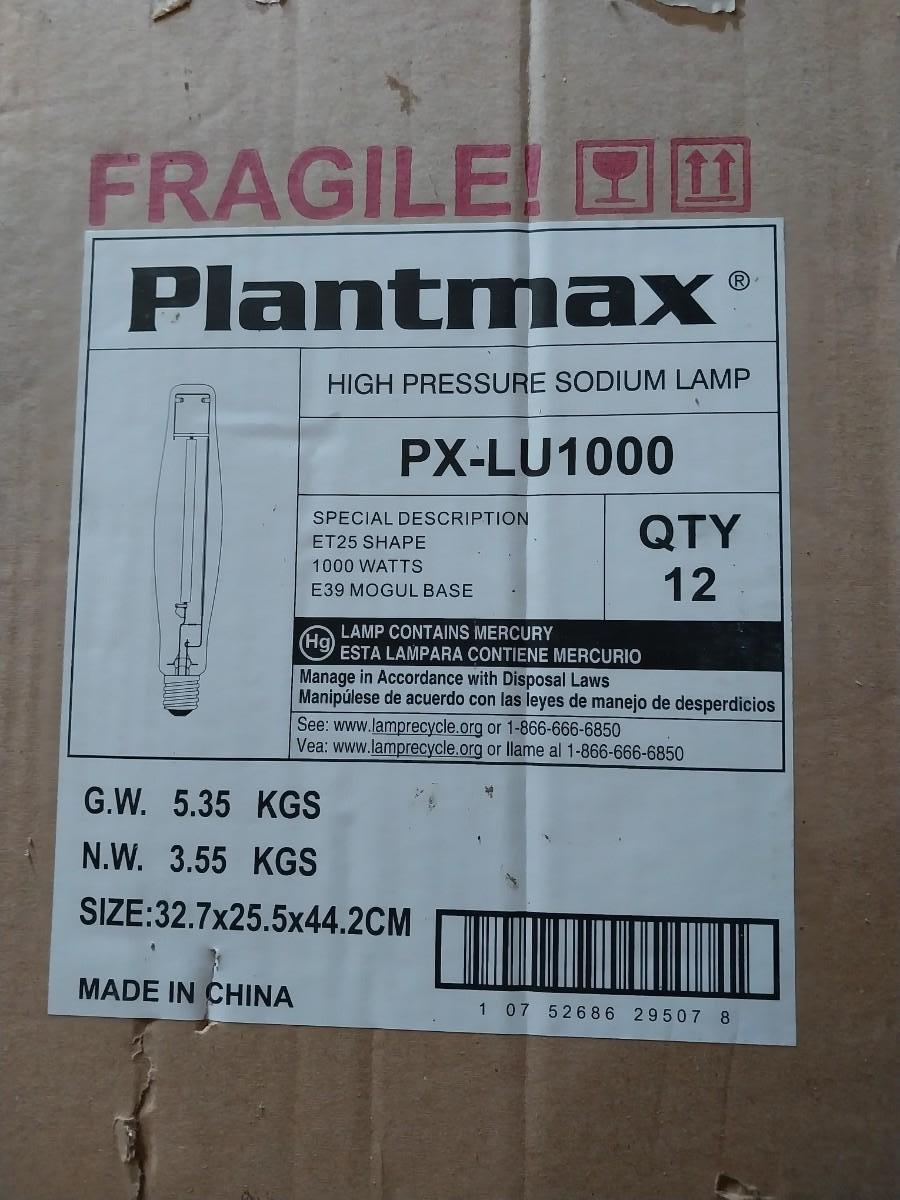 FRAGILE!
Plantmax ®
HIGH PRESSURE SODIUM LAMP
PX-LU1000
SPECIAL DESCRIPTION
ET25 SHAPE
1000 WATTS
E39 MOGUL BASE
QTY
12
Hg
LAMP CONTAINS MERCURY
ESTA LAMPARA CONTIENE MERCURIO
Manage in Accordance with Disposal Laws
Manipúlese de acuerdo con las leyes de manejo de desperdicios
See: www.lamprecycle.org or 1-866-666-6850
Vea: www.lamprecycle.org or llame al 1-866-666-6850
G.W. 5.35 KGS
N.W. 3.55 KGS
SIZE:32.7x25.5x44.2CM
MADE IN CHINA
1 07 52686 29507 8